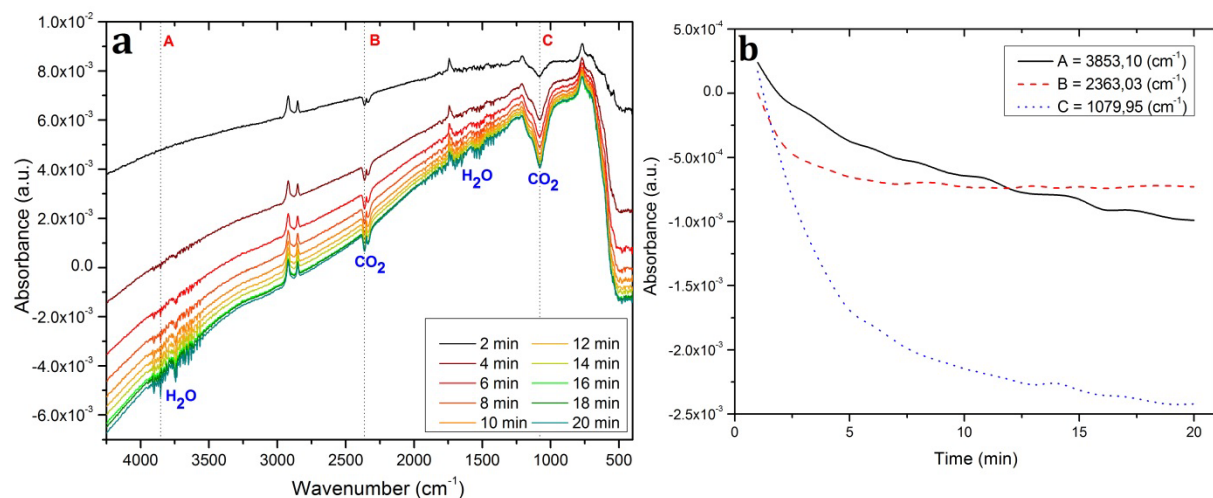 a
A
B
C
1.0x10⁻²
8.0x10⁻³
6.0x10⁻³
4.0x10⁻³
2.0x10⁻³
0.0
-2.0x10⁻³
-4.0x10⁻³
-6.0x10⁻³
Absorbance (a.u.)
H₂O
CO₂
H₂O
CO₂
2 min
4 min
6 min
8 min
10 min
12 min
14 min
16 min
18 min
20 min
4000 3500 3000 2500 2000 1500 1000 500
Wavenumber (cm⁻¹)
b
5.0x10⁻⁴
0.0
-5.0x10⁻⁴
-1.0x10⁻³
-1.5x10⁻³
-2.0x10⁻³
-2.5x10⁻³
Absorbance (a.u.)
A = 3853,10 (cm⁻¹)
B = 2363,03 (cm⁻¹)
C = 1079,95 (cm⁻¹)
0 5 10 15 20
Time (min)